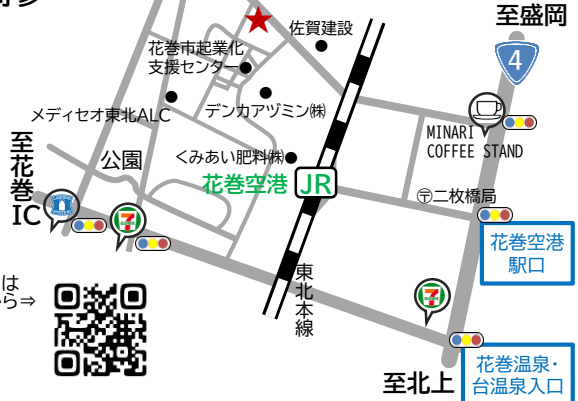 至盛岡
4
佐賀建設
花巻市起業化
支援センター
デンカアヅミン㈱
メディセオ東北ALC
MINARI
COFFEE STAND
至花巻IC
公園
くみあい肥料㈱
花巻空港
JR
〶二枚橋局
花巻空港
駅口
東北本線
は
ら⇒
至北上
花巻温泉・
台温泉入口